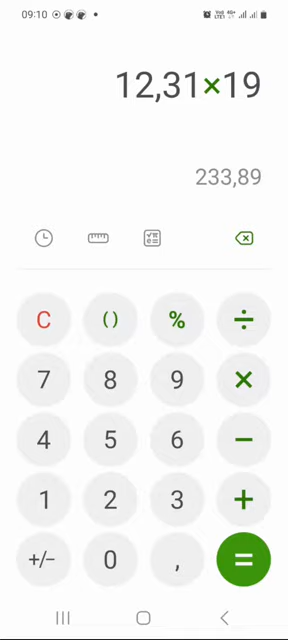 09:10
12,31×19
233,89
C () % ÷
7 8 9 ×
4 5 6 −
1 2 3 +
+/− 0 , =